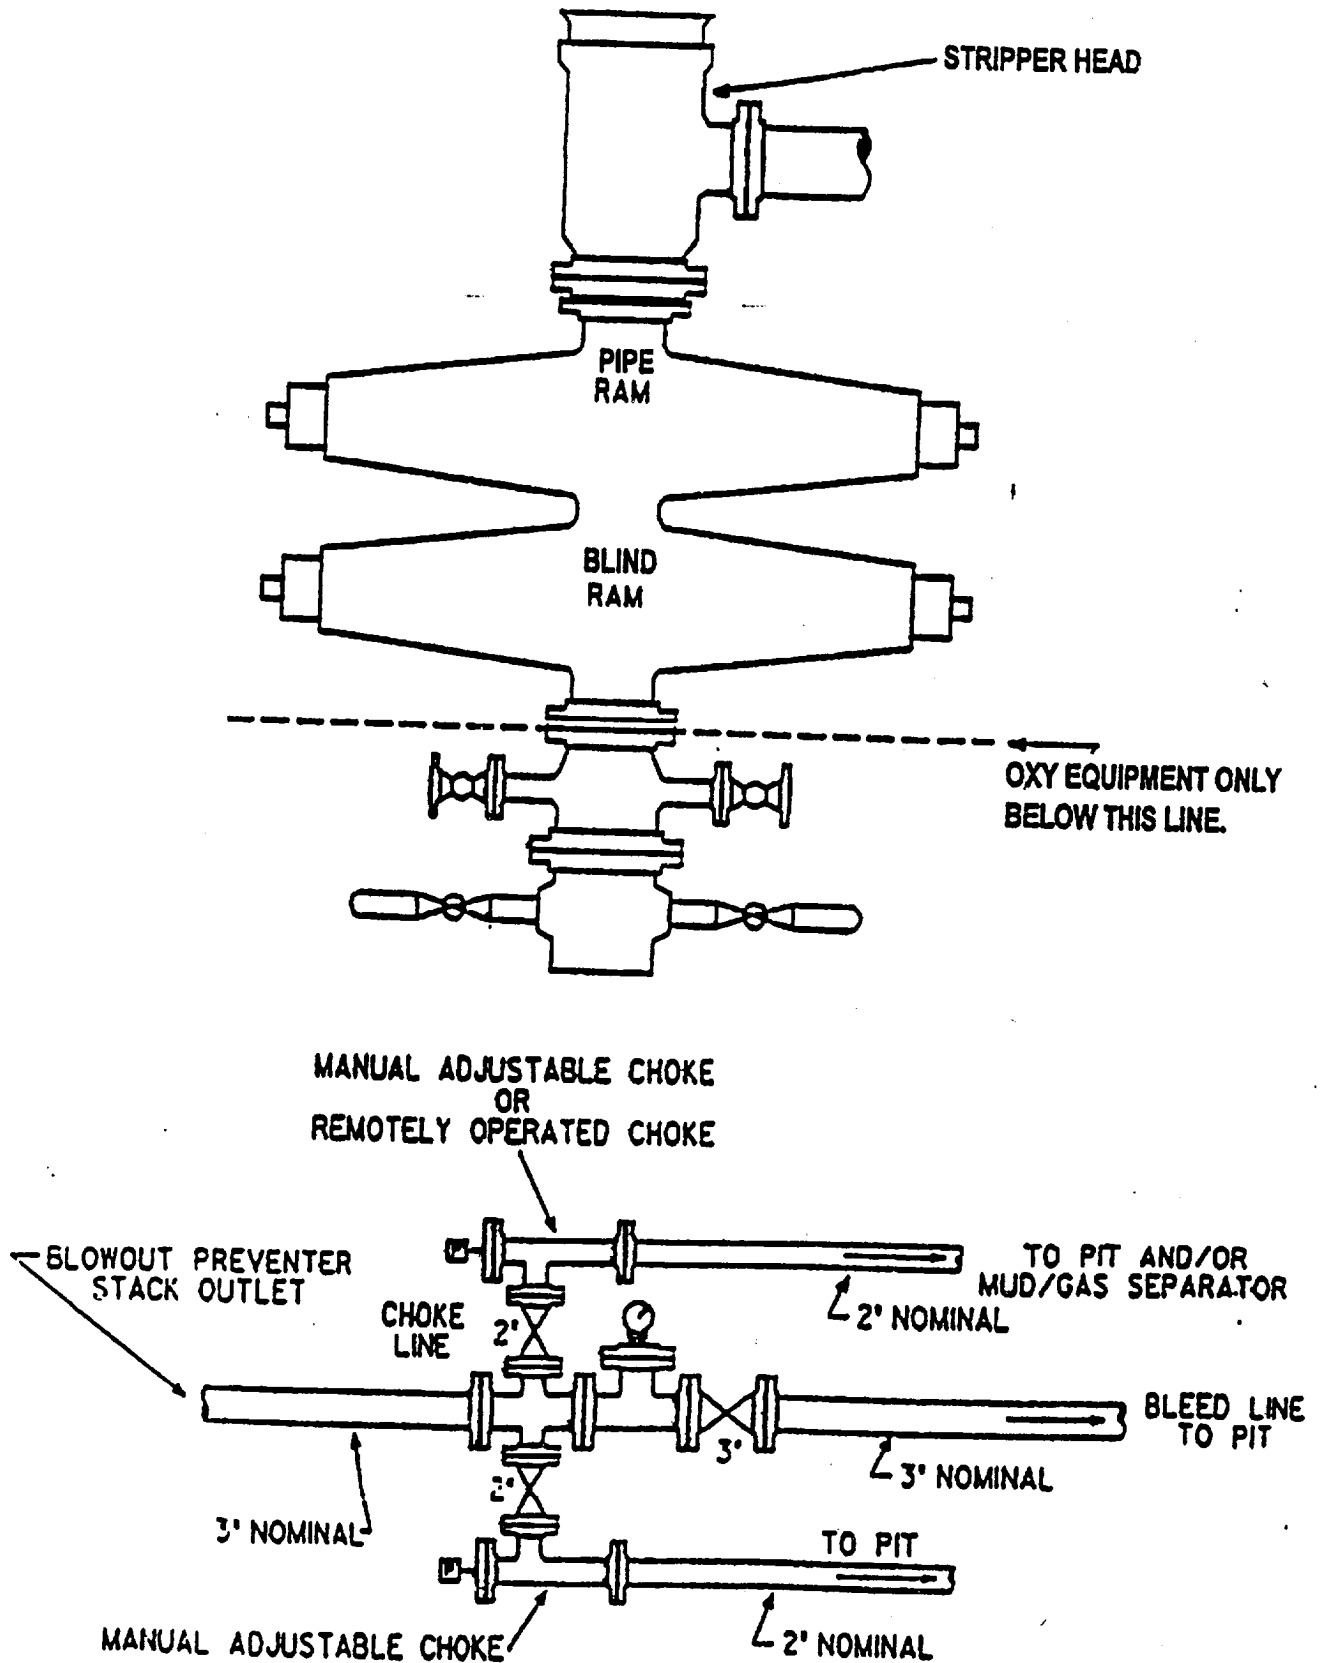 STRIPPER HEAD
PIPE
RAM
BLIND
RAM
OXY EQUIPMENT ONLY
BELOW THIS LINE.
MANUAL ADJUSTABLE CHOKE
OR
REMOTELY OPERATED CHOKE
BLOWOUT PREVENTER
STACK OUTLET
CHOKE
LINE
2"
TO PIT AND/OR
MUD/GAS SEPARATOR
2" NOMINAL
BLEED LINE
TO PIT
3"
3" NOMINAL
2"
3" NOMINAL
TO PIT
MANUAL ADJUSTABLE CHOKE
2" NOMINAL